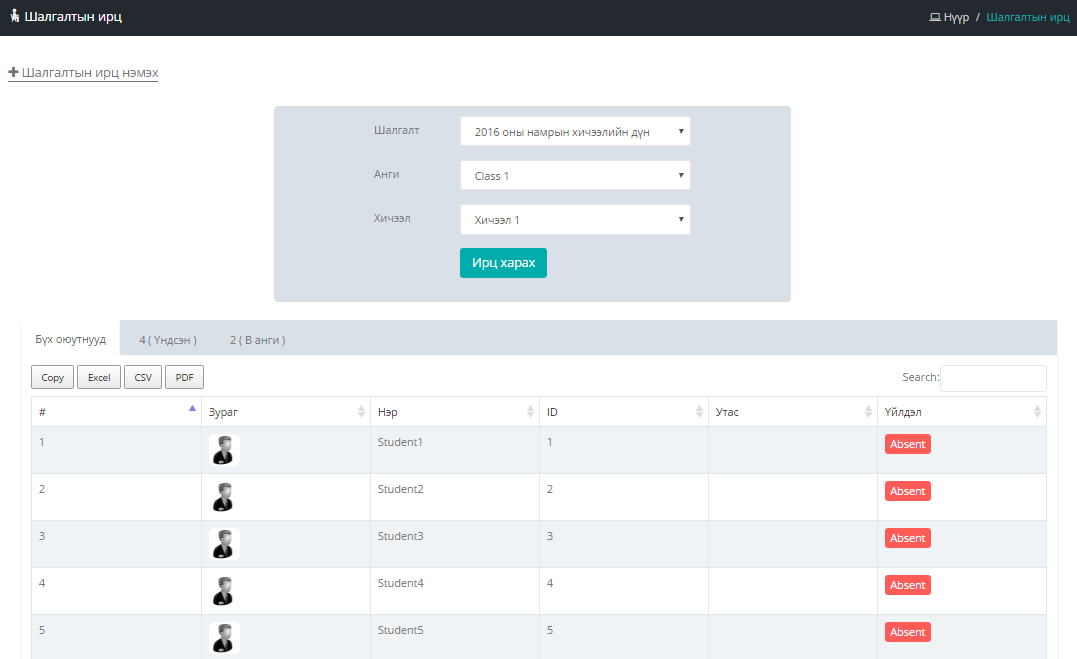 Шалгалтын ирц
Нүүр / Шалгалтын ирц
Шалгалтын ирц нэмэх
Шалгалт 2016 оны намрын хичээлийн дүн
Анги Class 1
Хичээл Хичээл 1
Ирц харах
Бүх оюутнууд 4 ( Үндсэн ) 2 ( В анги )
Copy Excel CSV PDF Search:
# Зураг Нэр ID Утас Үйлдэл
1 Student1 1 Absent
2 Student2 2 Absent
3 Student3 3 Absent
4 Student4 4 Absent
5 Student5 5 Absent